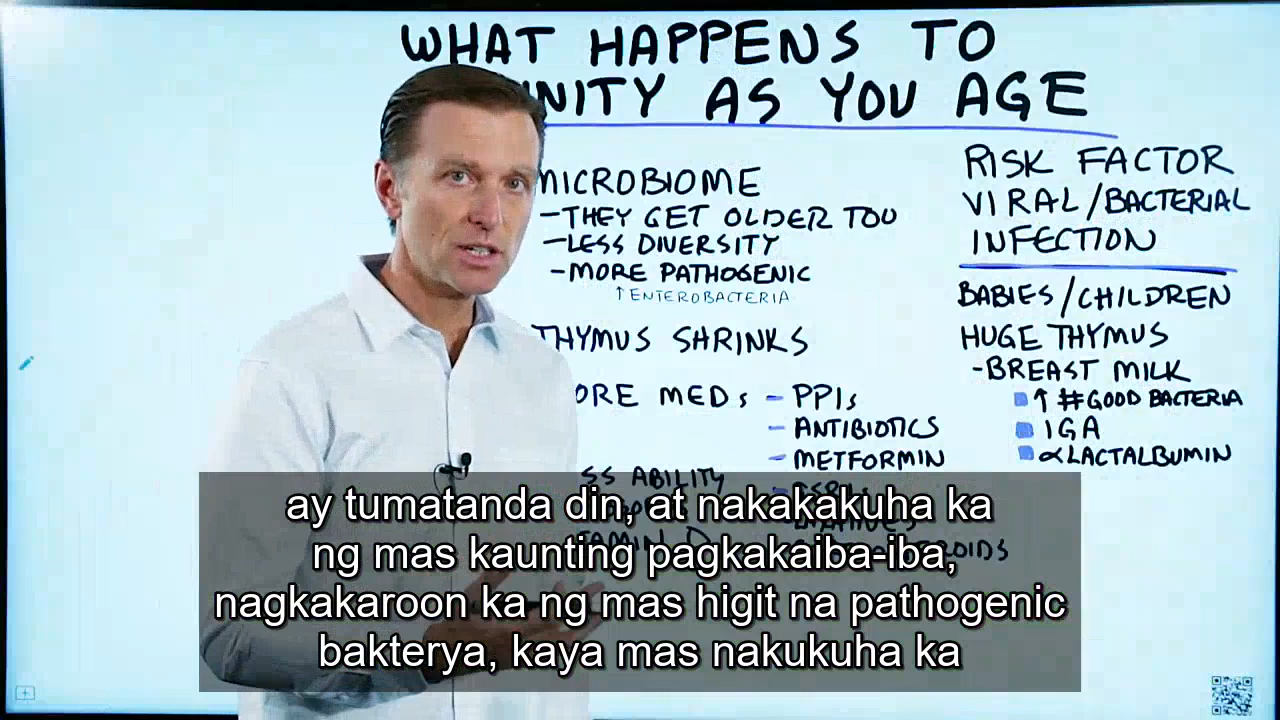 WHAT HAPPENS TO
NITY AS YOU AGE
MICROBIOME
- THEY GET OLDER TOO
- LESS DIVERSITY
- MORE PATHOGENIC
↑ ENTEROBACTERIA
THYMUS SHRINKS
ORE MEDs - PPIs
- ANTIBIOTICS
- METFORMIN
SS ABILITY
RISK FACTOR
VIRAL/BACTERIAL
INFECTION
BABIES/CHILDREN
HUGE THYMUS
- BREAST MILK
↑ # GOOD BACTERIA
IGA
αLACTALBUMIN
ay tumatanda din, at nakakakuha ka
ng mas kaunting pagkakaiba-iba,
nagkakaroon ka ng mas higit na pathogenic
bakterya, kaya mas nakukuha ka